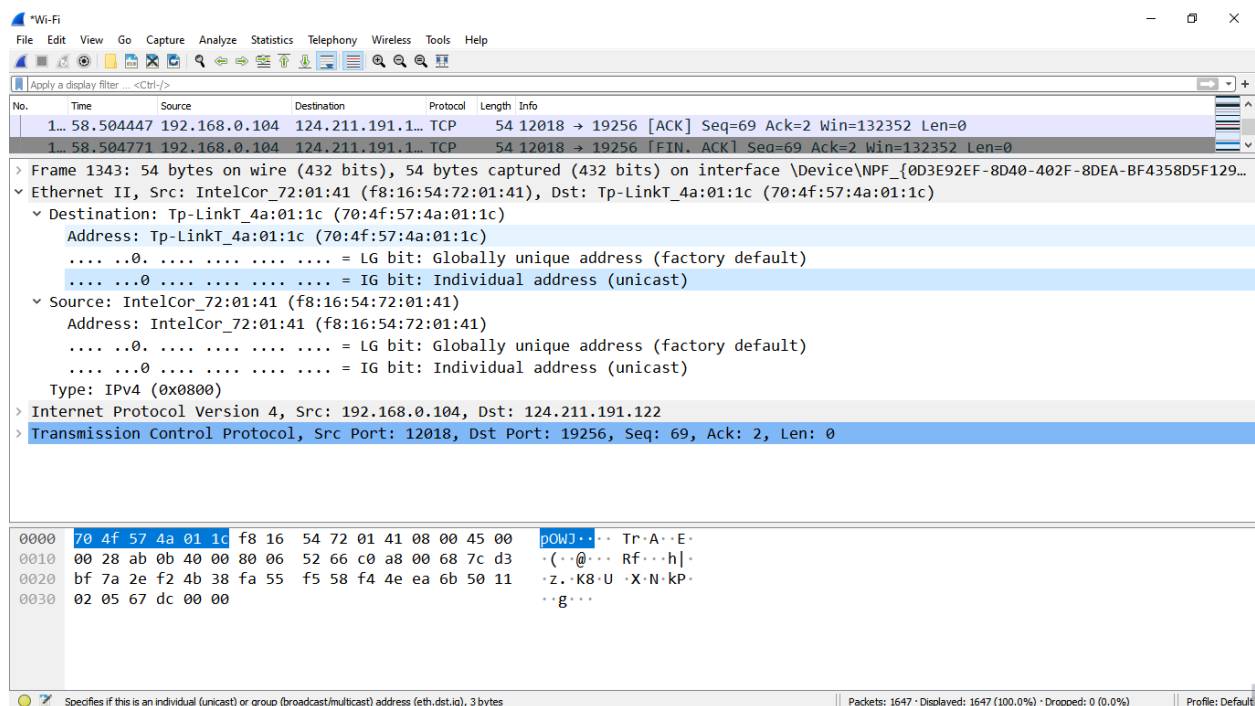 *Wi-Fi
File Edit View Go Capture Analyze Statistics Telephony Wireless Tools Help
Apply a display filter ... <Ctrl-/>
No. Time Source Destination Protocol Length Info
1… 58.504447 192.168.0.104 124.211.191.1… TCP 54 12018 → 19256 [ACK] Seq=69 Ack=2 Win=132352 Len=0
1… 58.504771 192.168.0.104 124.211.191.1… TCP 54 12018 → 19256 [FIN, ACK] Seq=69 Ack=2 Win=132352 Len=0
Frame 1343: 54 bytes on wire (432 bits), 54 bytes captured (432 bits) on interface \Device\NPF_{0D3E92EF-8D40-402F-8DEA-BF4358D5F129…
Ethernet II, Src: IntelCor_72:01:41 (f8:16:54:72:01:41), Dst: Tp-LinkT_4a:01:1c (70:4f:57:4a:01:1c)
Destination: Tp-LinkT_4a:01:1c (70:4f:57:4a:01:1c)
Address: Tp-LinkT_4a:01:1c (70:4f:57:4a:01:1c)
.... ..0. .... .... .... .... = LG bit: Globally unique address (factory default)
.... ...0 .... .... .... .... = IG bit: Individual address (unicast)
Source: IntelCor_72:01:41 (f8:16:54:72:01:41)
Address: IntelCor_72:01:41 (f8:16:54:72:01:41)
.... ..0. .... .... .... .... = LG bit: Globally unique address (factory default)
.... ...0 .... .... .... .... = IG bit: Individual address (unicast)
Type: IPv4 (0x0800)
Internet Protocol Version 4, Src: 192.168.0.104, Dst: 124.211.191.122
Transmission Control Protocol, Src Port: 12018, Dst Port: 19256, Seq: 69, Ack: 2, Len: 0
0000 70 4f 57 4a 01 1c f8 16 54 72 01 41 08 00 45 00 pOWJ···· Tr·A··E·
0010 00 28 ab 0b 40 00 80 06 52 66 c0 a8 00 68 7c d3 ·(··@··· Rf···h|·
0020 bf 7a 2e f2 4b 38 fa 55 f5 58 f4 4e ea 6b 50 11 ·z.·K8·U ·X·N·kP·
0030 02 05 67 dc 00 00 ··g···
Specifies if this is an individual (unicast) or group (broadcast/multicast) address (eth.dst.ig), 3 bytes Packets: 1647 · Displayed: 1647 (100.0%) · Dropped: 0 (0.0%) Profile: Default